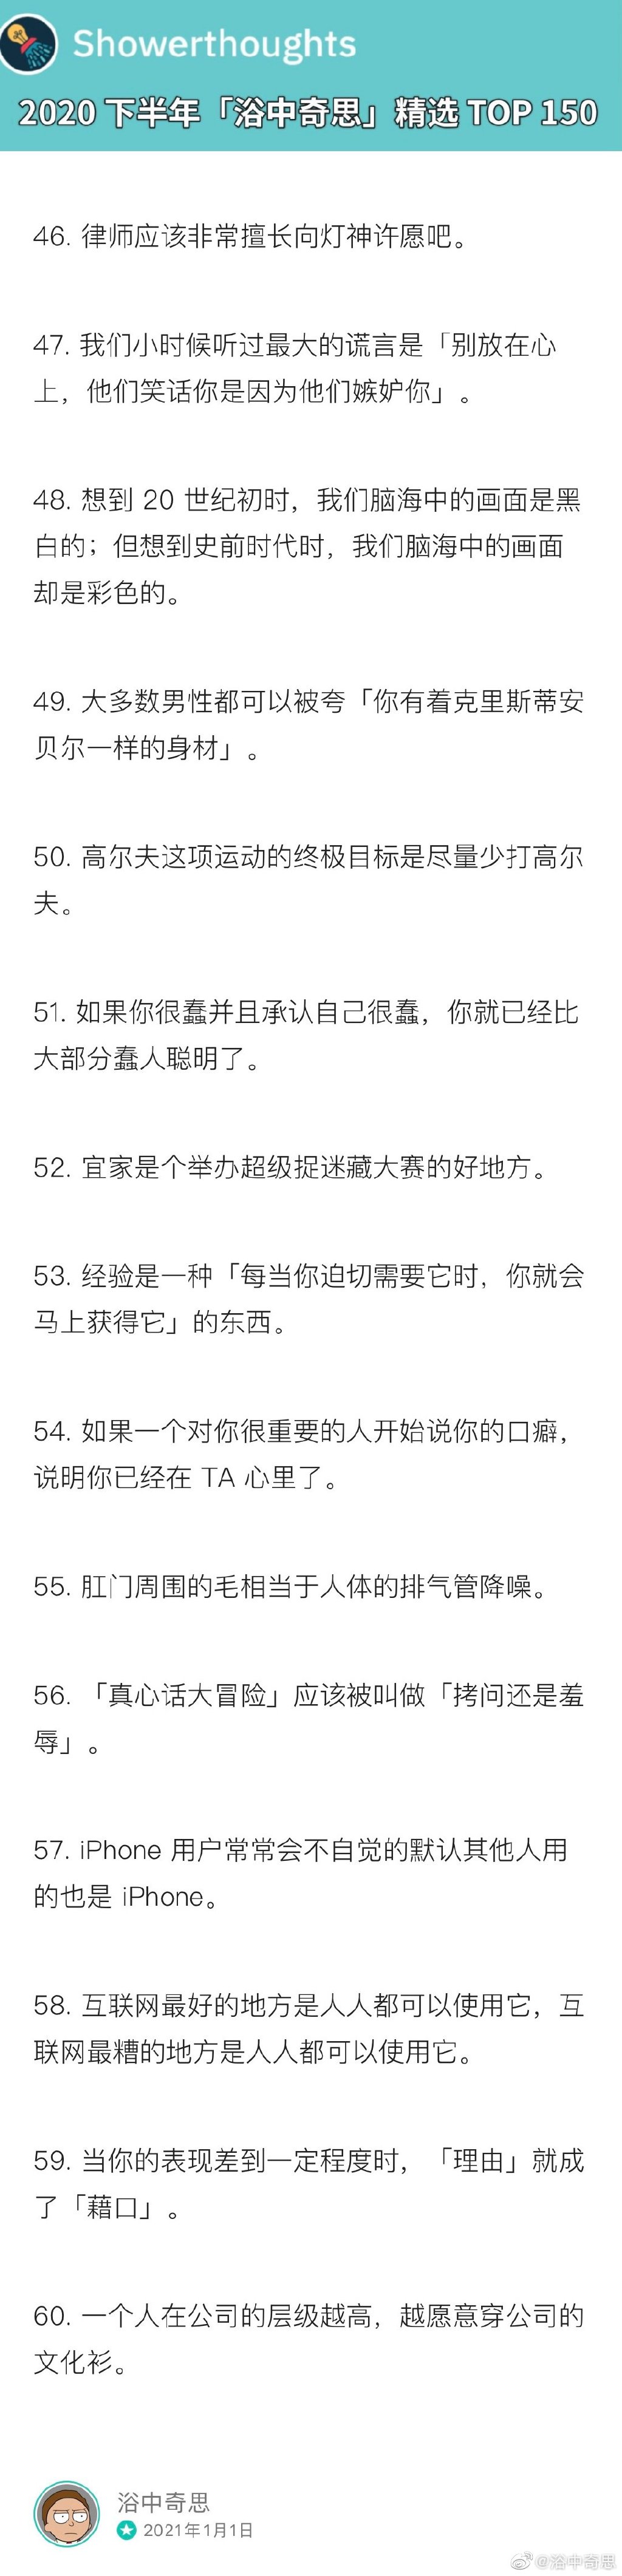 Showerthoughts
2020 下半年「浴中奇思」精选 TOP 150
46. 律师应该非常擅长向灯神许愿吧。
47. 我们小时候听过最大的谎言是「别放在心
上，他们笑话你是因为他们嫉妒你」。
48. 想到 20 世纪初时，我们脑海中的画面是黑
白的；但想到史前时代时，我们脑海中的画面
却是彩色的。
49. 大多数男性都可以被夸「你有着克里斯蒂安
贝尔一样的身材」。
50. 高尔夫这项运动的终极目标是尽量少打高尔
夫。
51. 如果你很蠢并且承认自己很蠢，你就已经比
大部分蠢人聪明了。
52. 宜家是个举办超级捉迷藏大赛的好地方。
53. 经验是一种「每当你迫切需要它时，你就会
马上获得它」的东西。
54. 如果一个对你很重要的人开始说你的口癖，
说明你已经在 TA 心里了。
55. 肛门周围的毛相当于人体的排气管降噪。
56. 「真心话大冒险」应该被叫做「拷问还是羞
辱」。
57. iPhone 用户常常会不自觉的默认其他人用
的也是 iPhone。
58. 互联网最好的地方是人人都可以使用它，互
联网最糟的地方是人人都可以使用它。
59. 当你的表现差到一定程度时，「理由」就成
了「藉口」。
60. 一个人在公司的层级越高，越愿意穿公司的
文化衫。
浴中奇思
2021年1月1日
@浴中奇思